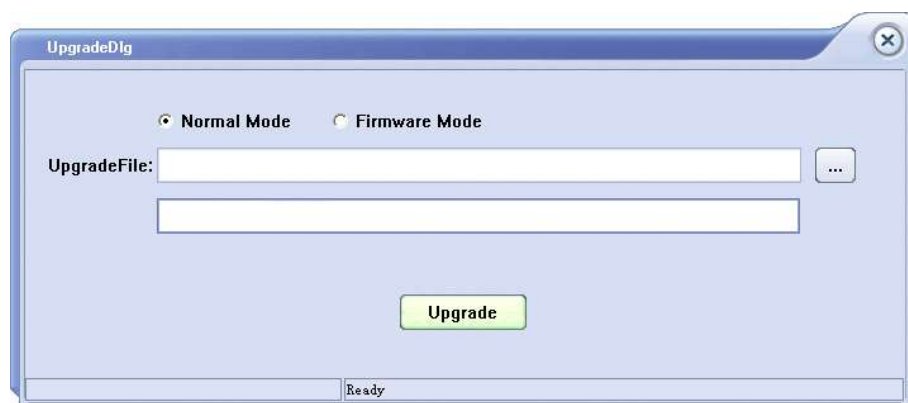 UpgradeDlg
Normal Mode Firmware Mode
UpgradeFile: ...
Upgrade
Ready